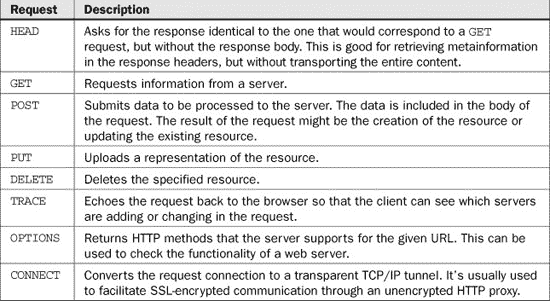 Request Description
HEAD Asks for the response identical to the one that would correspond to a GET
request, but without the response body. This is good for retrieving metainformation
in the response headers, but without transporting the entire content.
GET Requests information from a server.
POST Submits data to be processed to the server. The data is included in the body of
the request. The result of the request might be the creation of the resource or
updating the existing resource.
PUT Uploads a representation of the resource.
DELETE Deletes the specified resource.
TRACE Echoes the request back to the browser so that the client can see which servers
are adding or changing in the request.
OPTIONS Returns HTTP methods that the server supports for the given URL. This can be
used to check the functionality of a web server.
CONNECT Converts the request connection to a transparent TCP/IP tunnel. It's usually used
to facilitate SSL-encrypted communication through an unencrypted HTTP proxy.